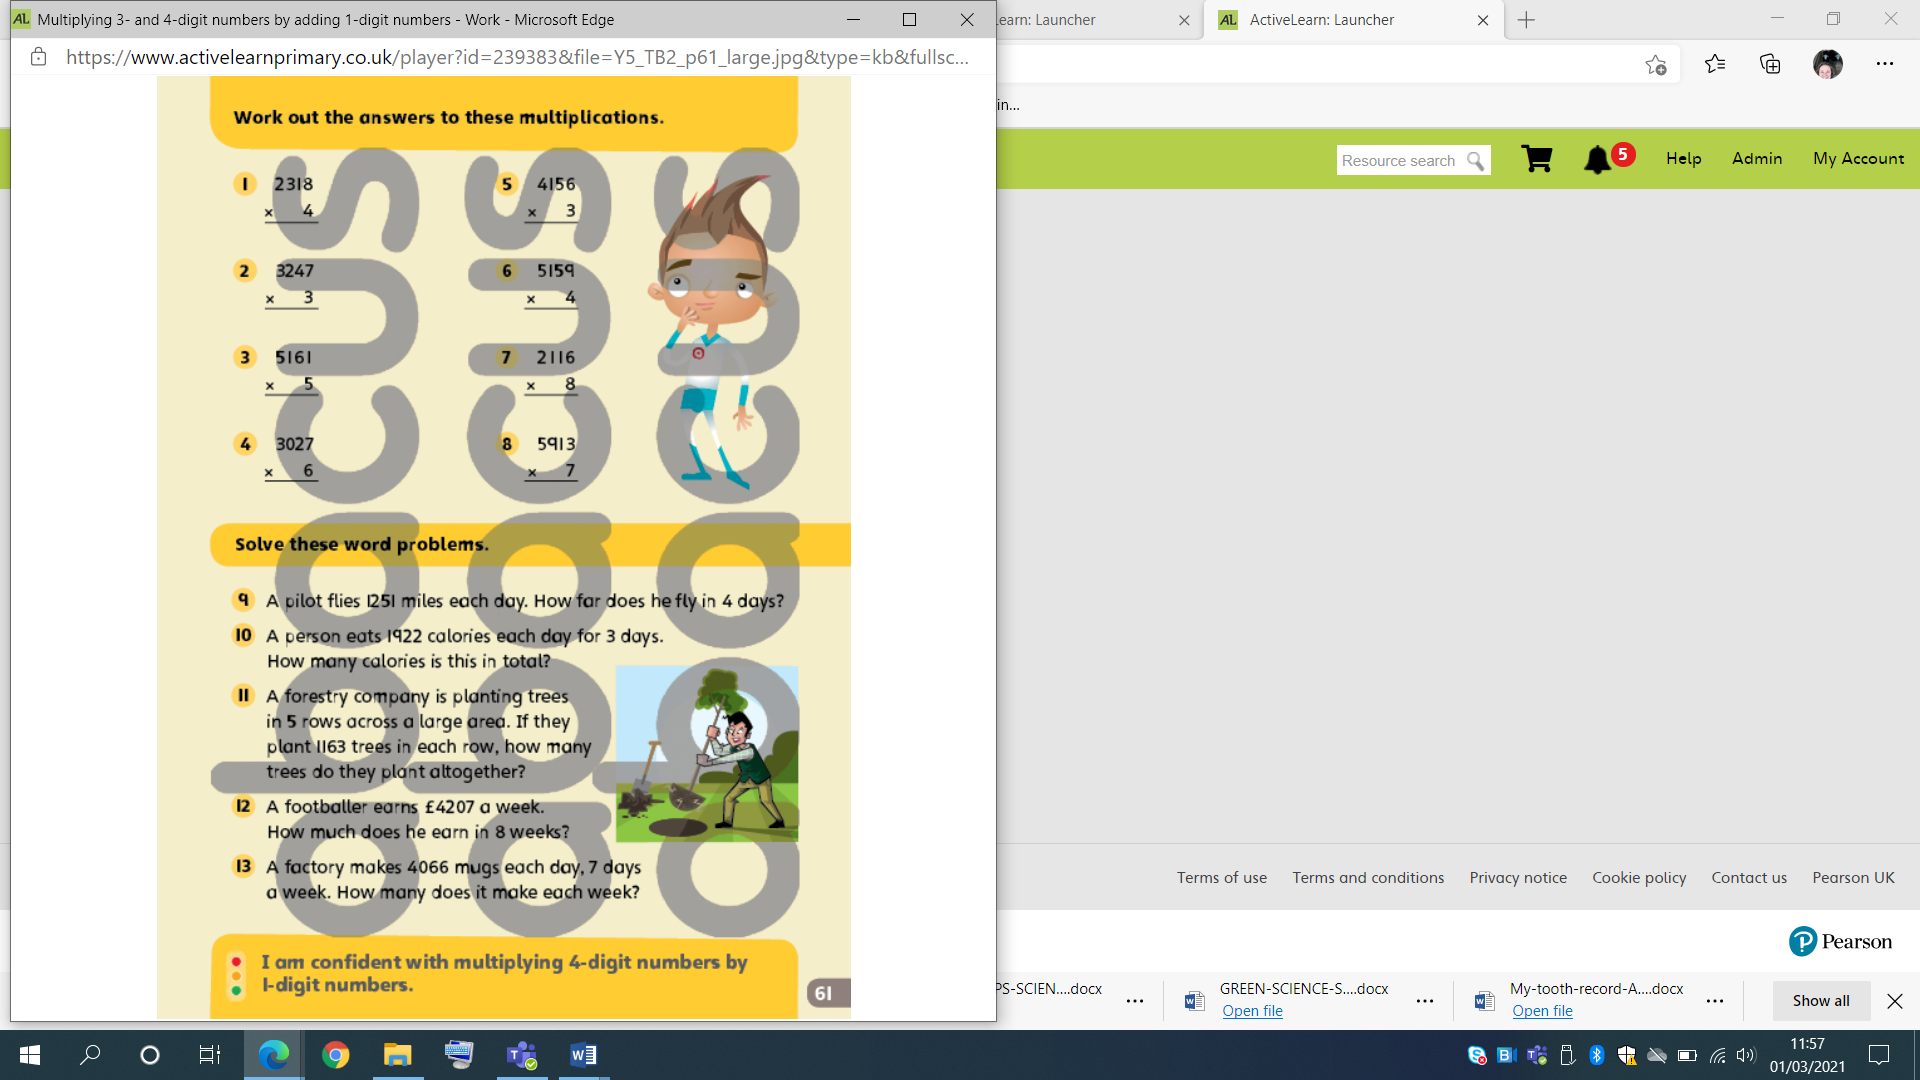 Multiplying 3- and 4-digit numbers by adding 1-digit numbers - Work - Microsoft Edge
earn: Launcher
ActiveLearn: Launcher
https://www.activelearnprimary.co.uk/player?id=239383&file=Y5_TB2_p61_large.jpg&type=kb&fullsc...
in...
Resource search
5
Help
Admin
My Account
Work out the answers to these multiplications.
1 2318
× 4
2 3247
× 3
3 5161
× 5
4 3027
× 6
5 4156
× 3
6 5159
× 4
7 2116
× 8
8 5913
× 7
Solve these word problems.
9 A pilot flies 1251 miles each day. How far does he fly in 4 days?
10 A person eats 1922 calories each day for 3 days.
How many calories is this in total?
11 A forestry company is planting trees
in 5 rows across a large area. If they
plant 1163 trees in each row, how many
trees do they plant altogether?
12 A footballer earns £4207 a week.
How much does he earn in 8 weeks?
13 A factory makes 4066 mugs each day, 7 days
a week. How many does it make each week?
I am confident with multiplying 4-digit numbers by
1-digit numbers.
61
abacus abacus abacus
Terms of use
Terms and conditions
Privacy notice
Cookie policy
Contact us
Pearson UK
Pearson
PS-SCIEN....docx
GREEN-SCIENCE-S....docx
Open file
My-tooth-record-A....docx
Open file
Show all
11:57
01/03/2021